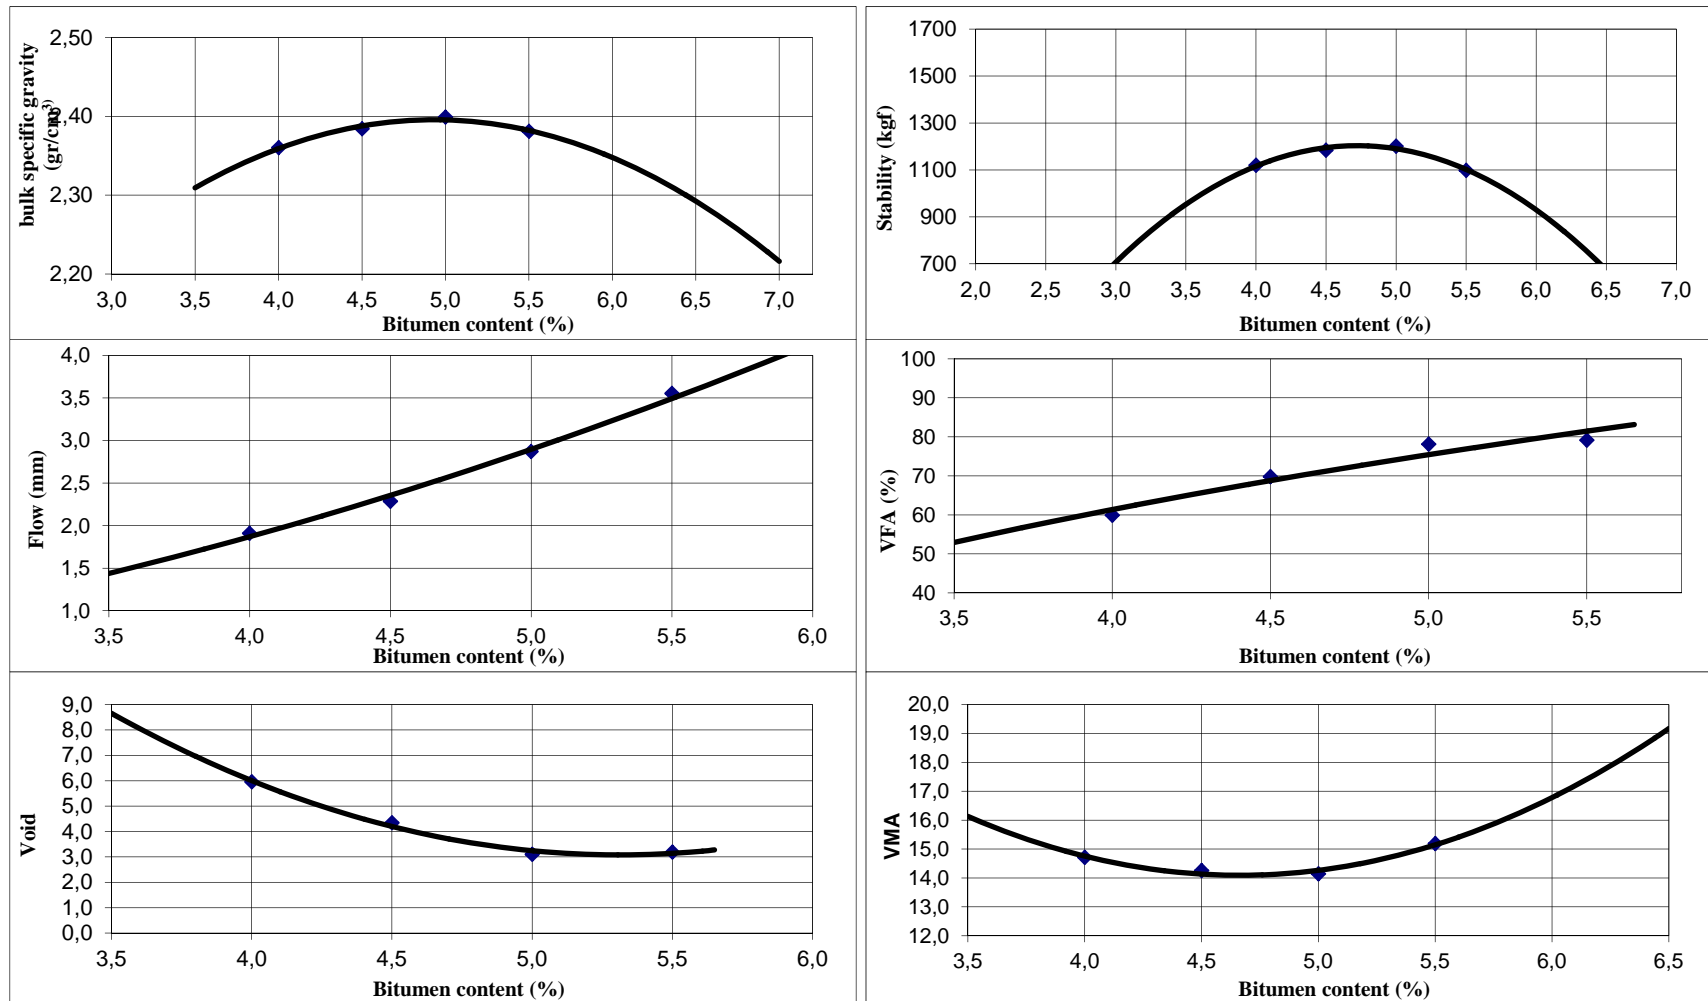 bulk specific gravity
(gr/cm³)
2,50
2,40
2,30
2,20
3,0 3,5 4,0 4,5 5,0 5,5 6,0 6,5 7,0
Bitumen content (%)
Stability (kgf)
1700
1500
1300
1100
900
700
2,0 2,5 3,0 3,5 4,0 4,5 5,0 5,5 6,0 6,5 7,0
Bitumen content (%)
Flow (mm)
4,0
3,5
3,0
2,5
2,0
1,5
1,0
3,5 4,0 4,5 5,0 5,5 6,0
Bitumen content (%)
VFA (%)
100
90
80
70
60
50
40
3,5 4,0 4,5 5,0 5,5
Bitumen content (%)
Void
9,0
8,0
7,0
6,0
5,0
4,0
3,0
2,0
1,0
0,0
3,5 4,0 4,5 5,0 5,5 6,0
Bitumen content (%)
VMA
20,0
19,0
18,0
17,0
16,0
15,0
14,0
13,0
12,0
3,5 4,0 4,5 5,0 5,5 6,0 6,5
Bitumen content (%)